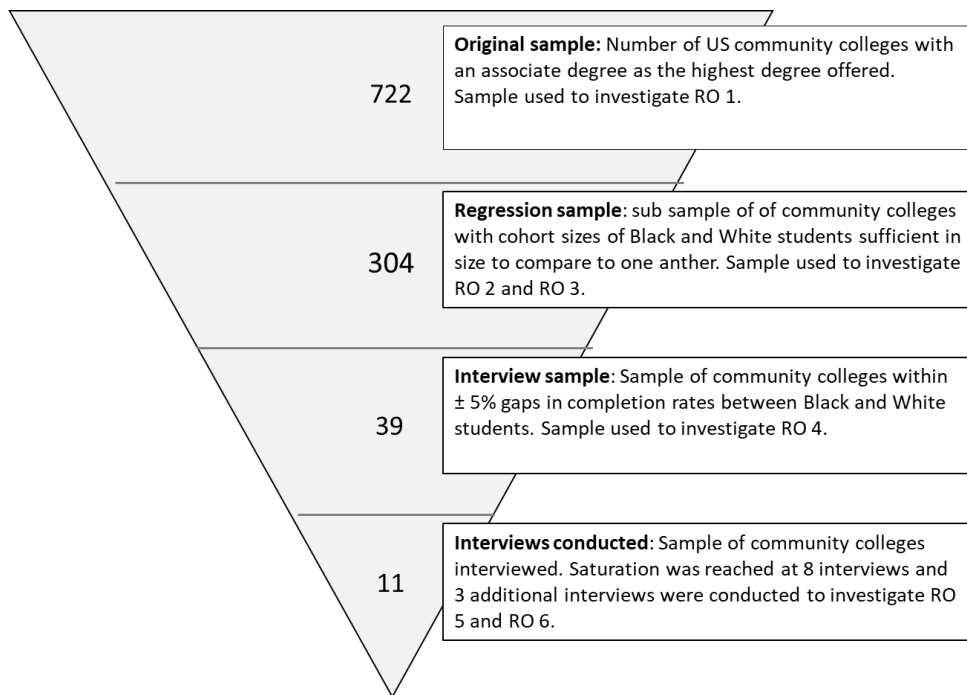 722
Original sample: Number of US community colleges with
an associate degree as the highest degree offered.
Sample used to investigate RO 1.
304
Regression sample: sub sample of of community colleges
with cohort sizes of Black and White students sufficient in
size to compare to one anther. Sample used to investigate
RO 2 and RO 3.
39
Interview sample: Sample of community colleges within
± 5% gaps in completion rates between Black and White
students. Sample used to investigate RO 4.
11
Interviews conducted: Sample of community colleges
interviewed. Saturation was reached at 8 interviews and
3 additional interviews were conducted to investigate RO
5 and RO 6.